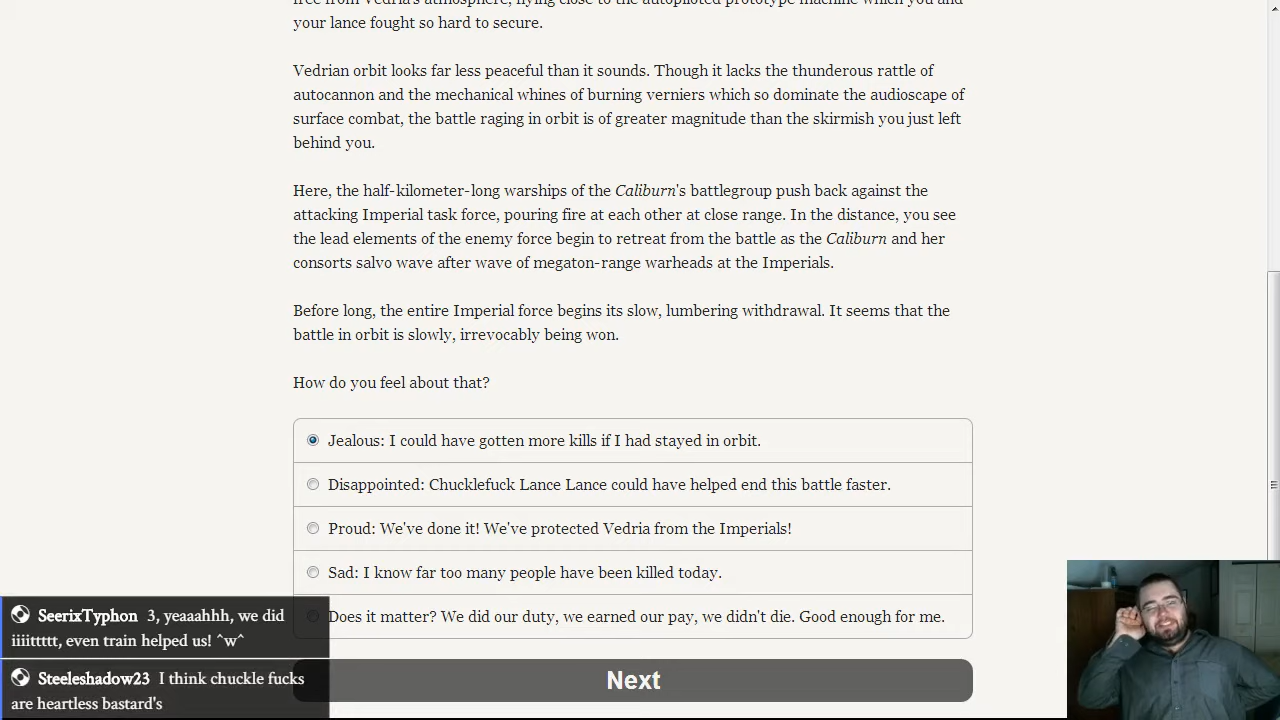 free from Vedria's atmosphere, flying close to the autopiloted prototype machine which you and
your lance fought so hard to secure.
Vedrian orbit looks far less peaceful than it sounds. Though it lacks the thunderous rattle of
autocannon and the mechanical whines of burning verniers which so dominate the audioscape of
surface combat, the battle raging in orbit is of greater magnitude than the skirmish you just left
behind you.
Here, the half-kilometer-long warships of the Caliburn's battlegroup push back against the
attacking Imperial task force, pouring fire at each other at close range. In the distance, you see
the lead elements of the enemy force begin to retreat from the battle as the Caliburn and her
consorts salvo wave after wave of megaton-range warheads at the Imperials.
Before long, the entire Imperial force begins its slow, lumbering withdrawal. It seems that the
battle in orbit is slowly, irrevocably being won.
How do you feel about that?
Jealous: I could have gotten more kills if I had stayed in orbit.
Disappointed: Chucklefuck Lance Lance could have helped end this battle faster.
Proud: We've done it! We've protected Vedria from the Imperials!
Sad: I know far too many people have been killed today.
Does it matter? We did our duty, we earned our pay, we didn't die. Good enough for me.
Next
SeerixTyphon 3, yeaaahhh, we did
iiiittttt, even train helped us! ^w^
Steeleshadow23 I think chuckle fucks
are heartless bastard's